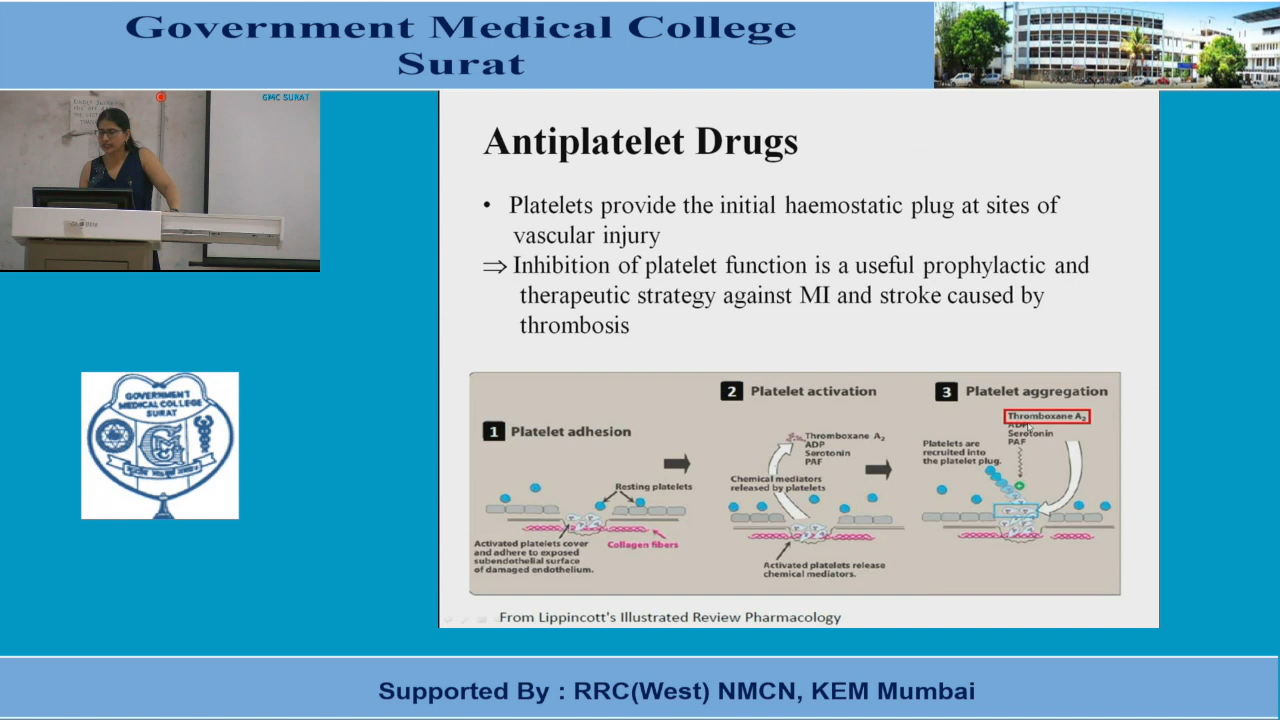 Government Medical College
Surat
GMC SURAT
Antiplatelet Drugs
• Platelets provide the initial haemostatic plug at sites of
vascular injury
⇒ Inhibition of platelet function is a useful prophylactic and
therapeutic strategy against MI and stroke caused by
thrombosis
1 Platelet adhesion
Resting platelets
Activated platelets cover
and adhere to exposed
subendothelial surface
of damaged endothelium.
Collagen fibers
2 Platelet activation
Thromboxane A2
ADP
Serotonin
PAF
Chemical mediators
released by platelets
Activated platelets release
chemical mediators.
3 Platelet aggregation
Thromboxane A2
ADP
Serotonin
PAF
Platelets are
recruited into
the platelet plug.
From Lippincott's Illustrated Review Pharmacology
GOVERNMENT
MEDICAL COLLEGE
SURAT
Supported By : RRC(West) NMCN, KEM Mumbai